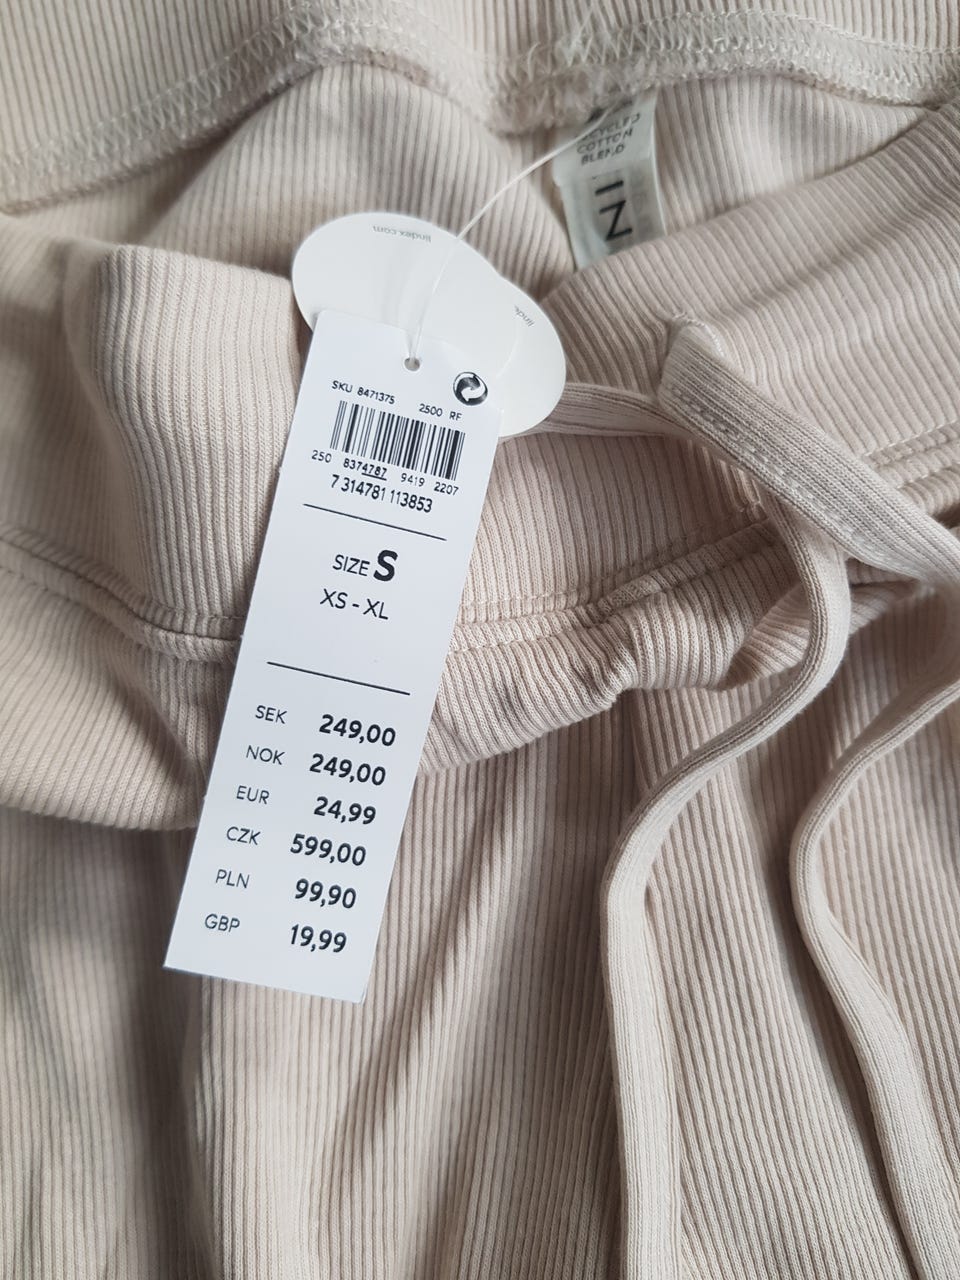 RECYCLED
COTTON
BLEND
lindex.com
SKU 8471375 2500 RF
250 8374787 9419 2207
7 314781 113853
SIZE S
XS - XL
SEK 249,00
NOK 249,00
EUR 24,99
CZK 599,00
PLN 99,90
GBP 19,99